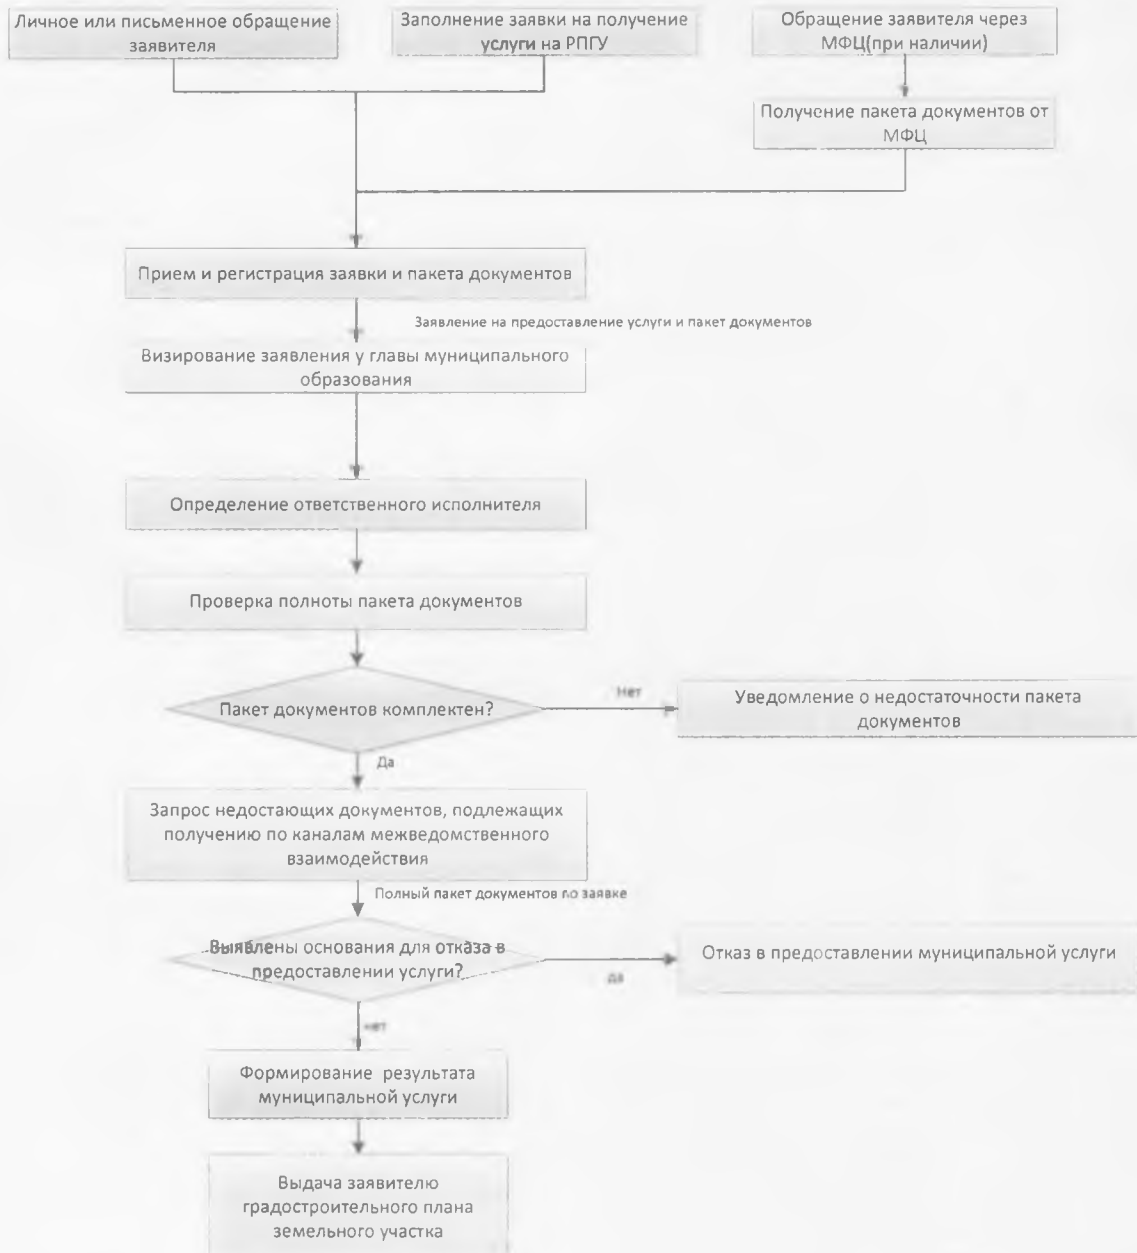 Личное или письменное обращение
заявителя
Заполнение заявки на получение
услуги на РПГУ
Обращение заявителя через
МФЦ(при наличии)
Получение пакета документов от
МФЦ
Прием и регистрация заявки и пакета документов
Заявление на предоставление услуги и пакет документов
Визирование заявления у главы муниципального
образования
Определение ответственного исполнителя
Проверка полноты пакета документов
Пакет документов комплектен?
Нет
Уведомление о недостаточности пакета
документов
Да
Запрос недостающих документов, подлежащих
получению по каналам межведомственного
взаимодействия
Полный пакет документов по заявке
Выявлены основания для отказа в
предоставлении услуги?
да
Отказ в предоставлении муниципальной услуги
нет
Формирование результата
муниципальной услуги
Выдача заявителю
градостроительного плана
земельного участка